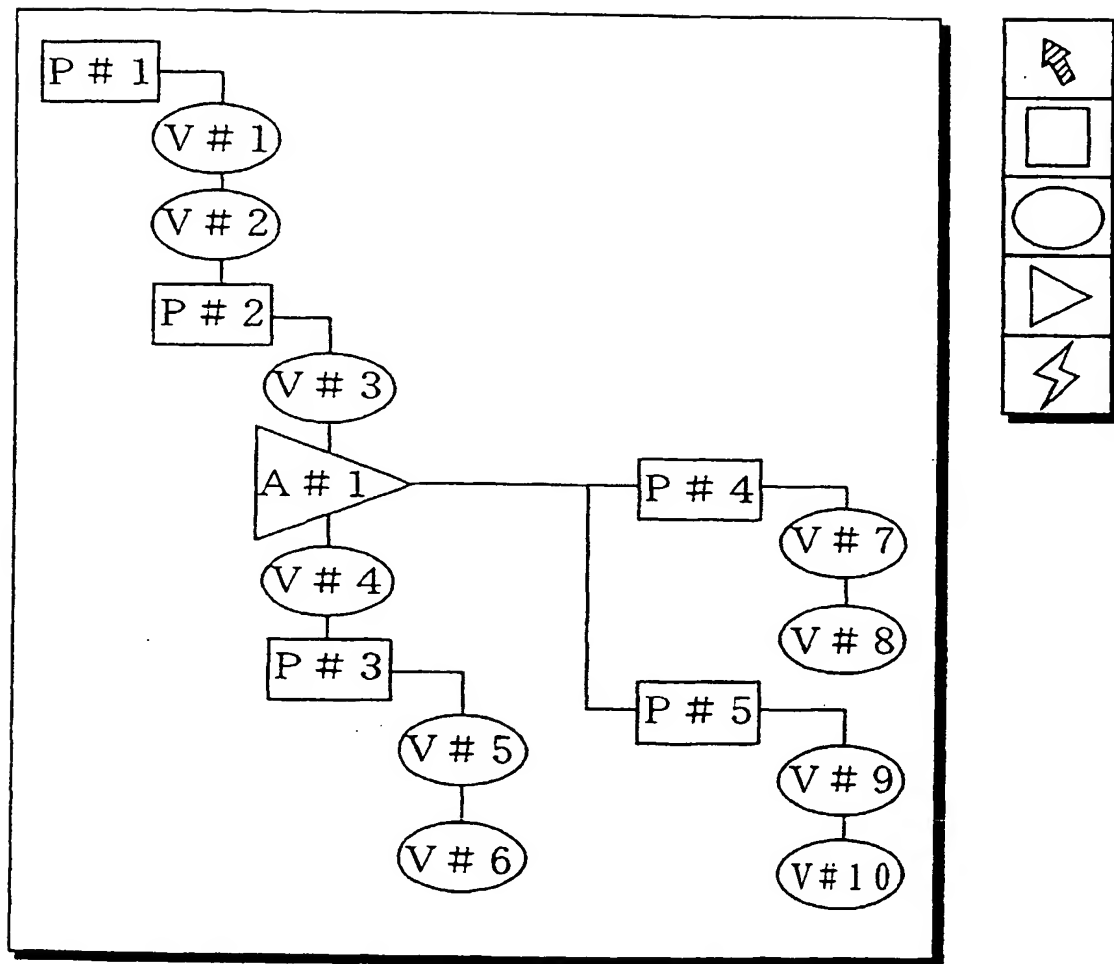 P # 1
V # 1
V # 2
P # 2
V # 3
A # 1
P # 4
V # 7
V # 4
V # 8
P # 3
P # 5
V # 5
V # 9
V # 6
V # 10